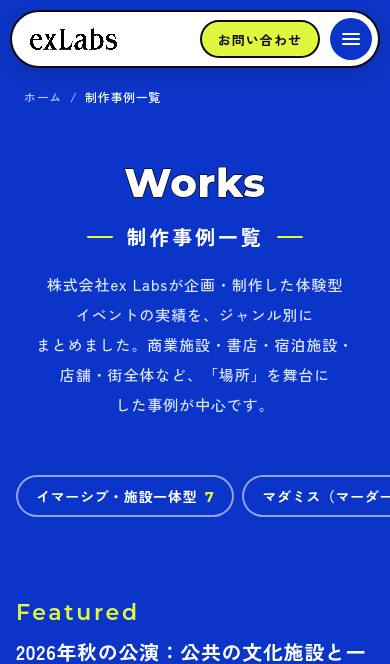 exLabs
お問い合わせ
ホーム / 制作事例一覧
Works
制作事例一覧
株式会社ex Labsが企画・制作した体験型
イベントの実績を、ジャンル別に
まとめました。商業施設・書店・宿泊施設・
店舗・街全体など、「場所」を舞台に
した事例が中心です。
イマーシブ・施設一体型 7
マダミス（マーダー
Featured
2026年秋の公演：公共の文化施設と一